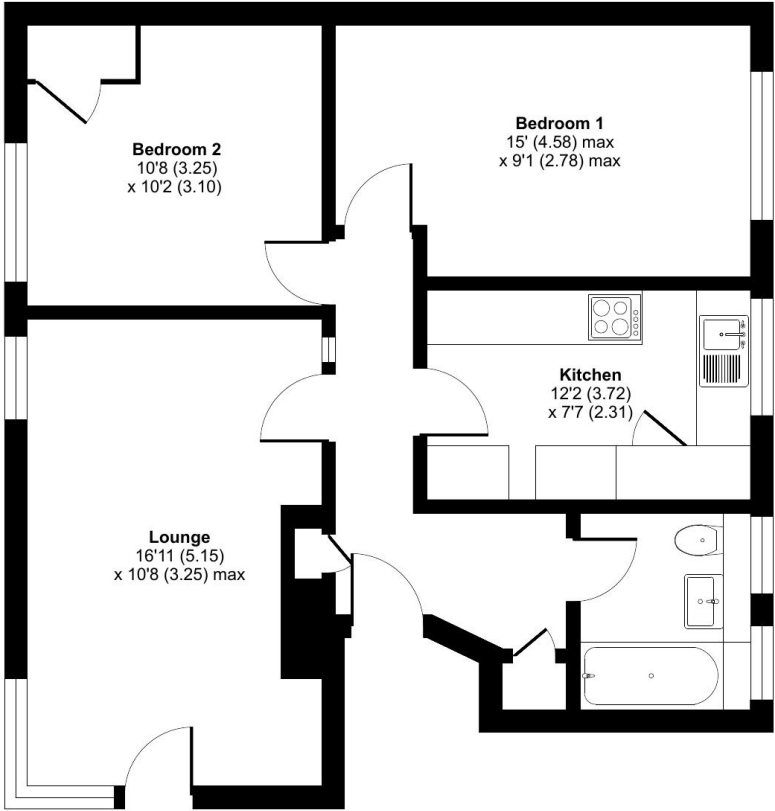 Bedroom 2
10'8 (3.25)
x 10'2 (3.10)
Bedroom 1
15' (4.58) max
x 9'1 (2.78) max
Kitchen
12'2 (3.72)
x 7'7 (2.31)
Lounge
16'11 (5.15)
x 10'8 (3.25) max